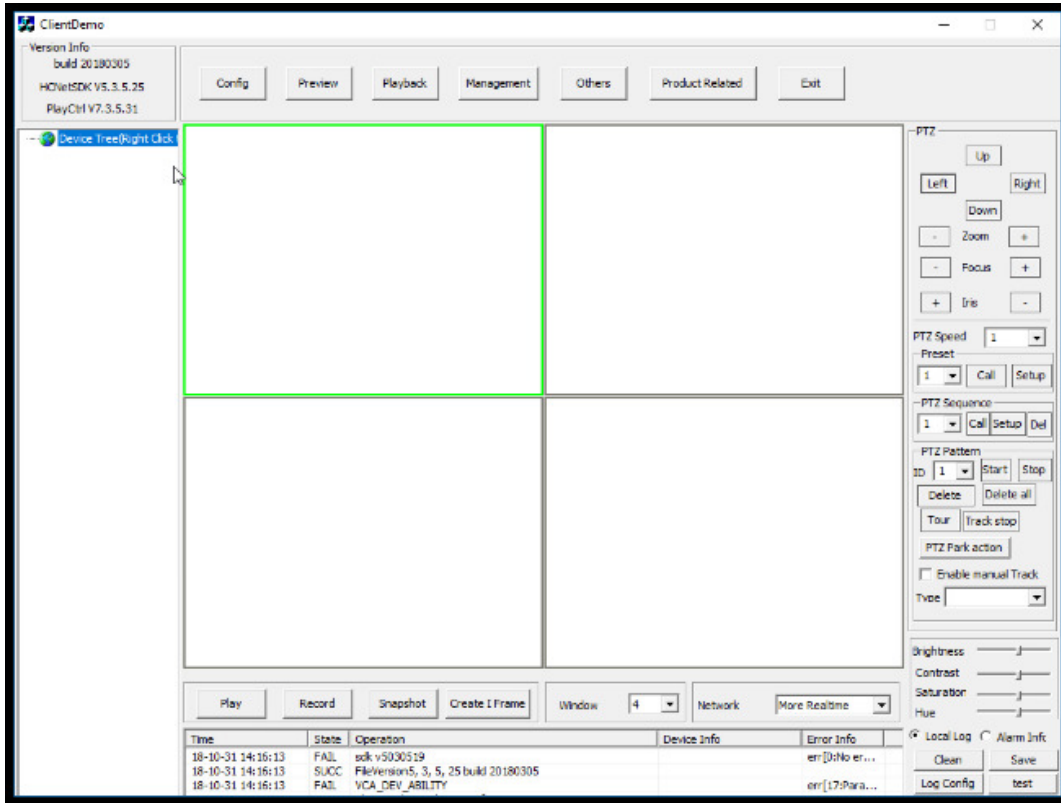 ClientDemo
Version Info
build 20180305
HCNetSDK V5.3.5.25
PlayCtrl V7.3.5.31
Config Preview Playback Management Others Product Related Exit
Device Tree(Right Click
PTZ
Up
Left Right
Down
- Zoom +
- Focus +
+ Iris -
PTZ Speed 1
Preset
1 Call Setup
PTZ Sequence
1 Call Setup Del
PTZ Pattern
ID 1 Start Stop
Delete Delete all
Tour Track stop
PTZ Park action
Enable manual Track
Type
Brightness
Contrast
Saturation
Hue
Play Record Snapshot Create I Frame Window 4 Network More Realtime
Local Log Alarm Info
Clean Save
Log Config test
Time State Operation Device Info Error Info
18-10-31 14:16:13 FAIL sdk v5030519 err[0:No er...
18-10-31 14:16:13 SUCC FileVersion5, 3, 5, 25 build 20180305
18-10-31 14:16:13 FAIL VCA_DEV_ABILITY err[17:Para...